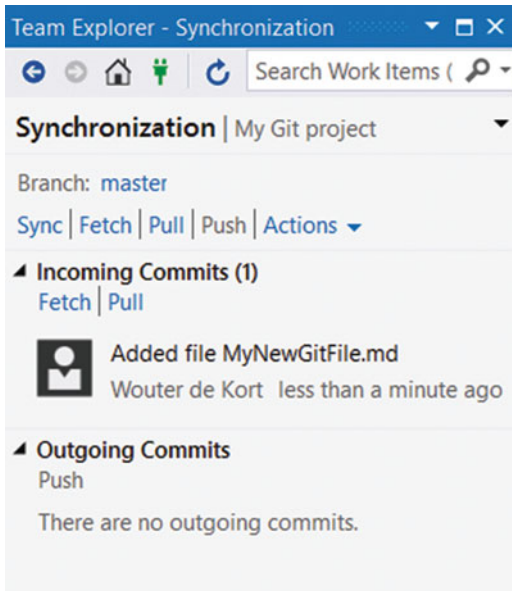 Team Explorer - Synchronization
Search Work Items (
Synchronization | My Git project
Branch: master
Sync | Fetch | Pull | Push | Actions
Incoming Commits (1)
Fetch | Pull
Added file MyNewGitFile.md
Wouter de Kort less than a minute ago
Outgoing Commits
Push
There are no outgoing commits.